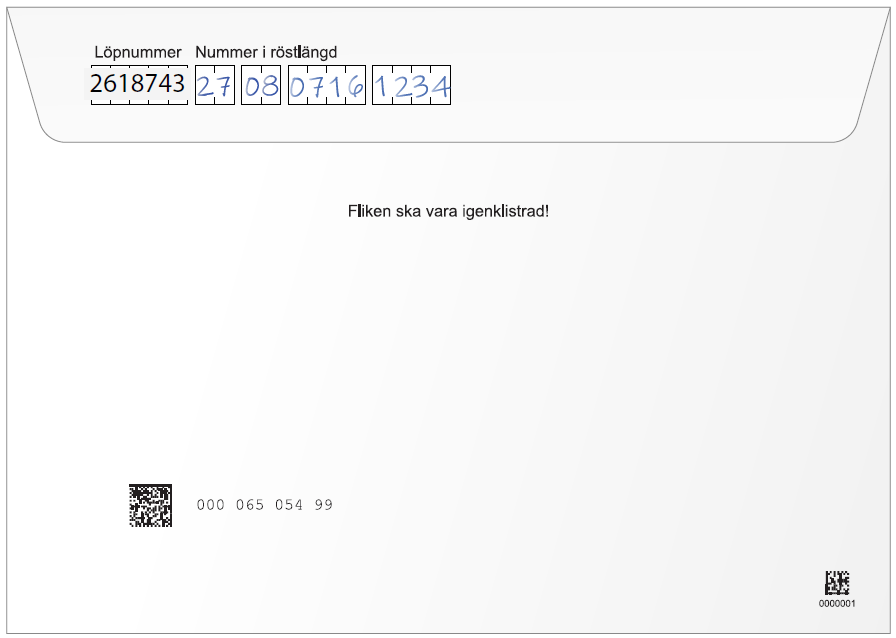 Löpnummer Nummer i röstlängd
2618743 27 08 0716 1234
Fliken ska vara igenklistrad!
000 065 054 99
0000001